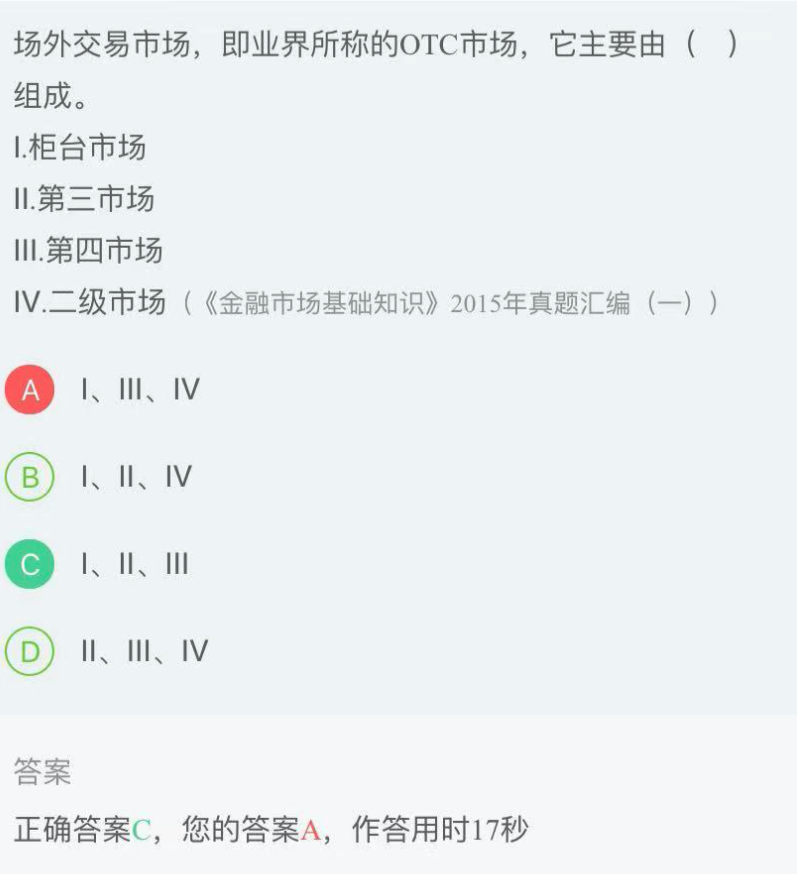 场外交易市场，即业界所称的OTC市场，它主要由（ ）
组成。
I.柜台市场
II.第三市场
III.第四市场
IV.二级市场（《金融市场基础知识》2015年真题汇编（一））
A I、III、IV
B I、II、IV
C I、II、III
D II、III、IV
答案
正确答案C，您的答案A，作答用时17秒